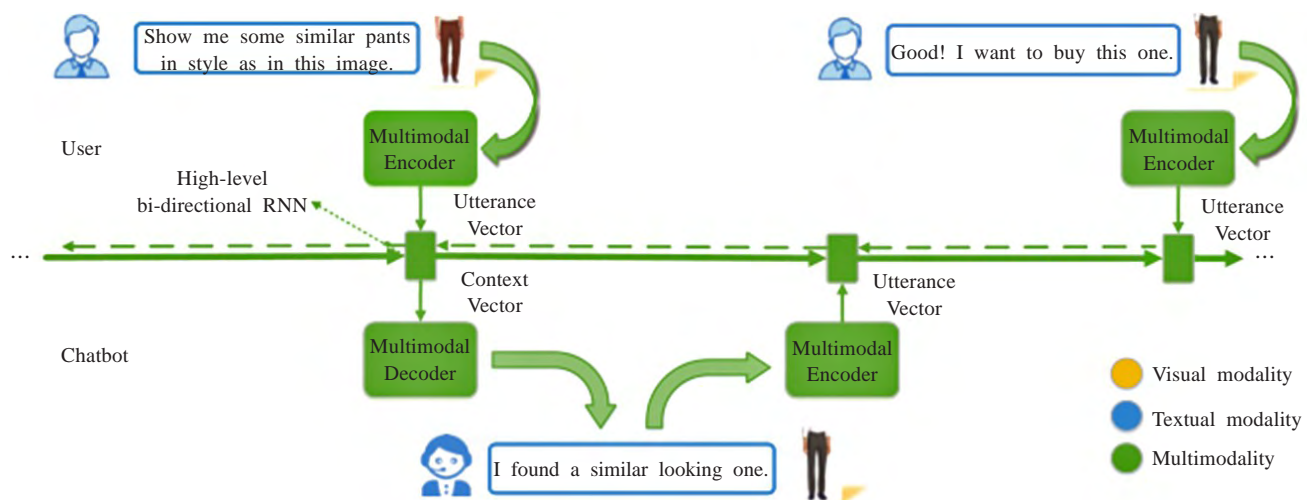 Show me some similar pants
in style as in this image.
Good! I want to buy this one.
User
Multimodal
Encoder
Multimodal
Encoder
High-level
bi-directional RNN
Utterance
Vector
Utterance
Vector
...
...
Context
Vector
Utterance
Vector
Chatbot
Multimodal
Decoder
Multimodal
Encoder
I found a similar looking one.
Visual modality
Textual modality
Multimodality